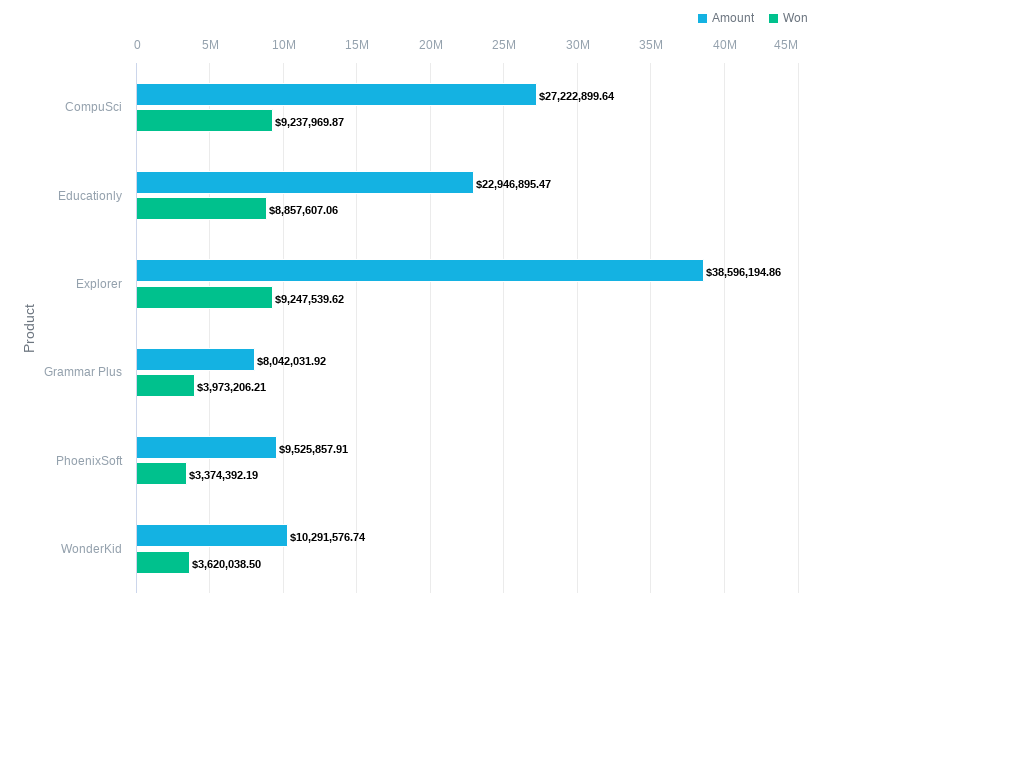 Amount Won
0 5M 10M 15M 20M 25M 30M 35M 40M 45M
CompuSci
$27,222,899.64
$9,237,969.87
Educationly
$22,946,895.47
$8,857,607.06
Explorer
$38,596,194.86
$9,247,539.62
Product
Grammar Plus
$8,042,031.92
$3,973,206.21
PhoenixSoft
$9,525,857.91
$3,374,392.19
WonderKid
$10,291,576.74
$3,620,038.50